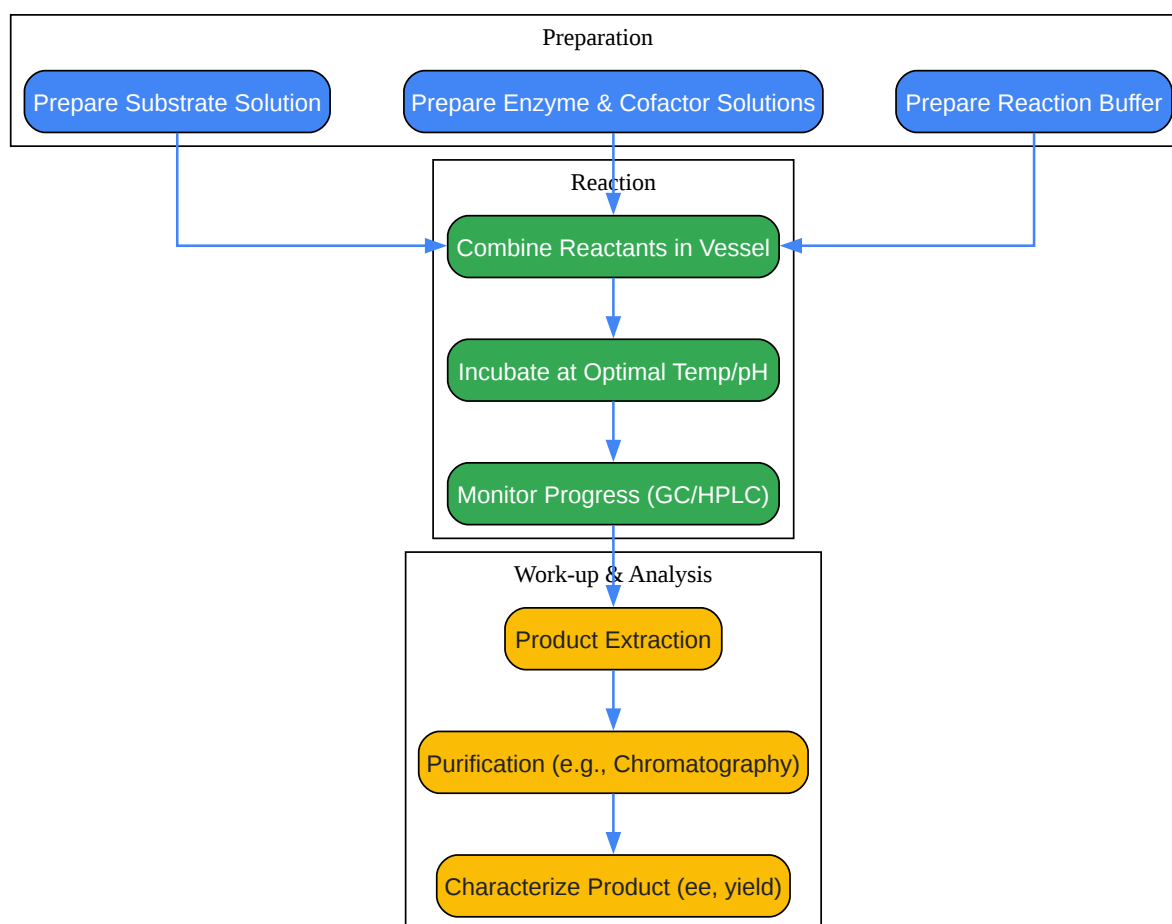 Preparation
Prepare Substrate Solution
Prepare Enzyme & Cofactor Solutions
Prepare Reaction Buffer
Reaction
Combine Reactants in Vessel
Incubate at Optimal Temp/pH
Monitor Progress (GC/HPLC)
Work-up & Analysis
Product Extraction
Purification (e.g., Chromatography)
Characterize Product (ee, yield)